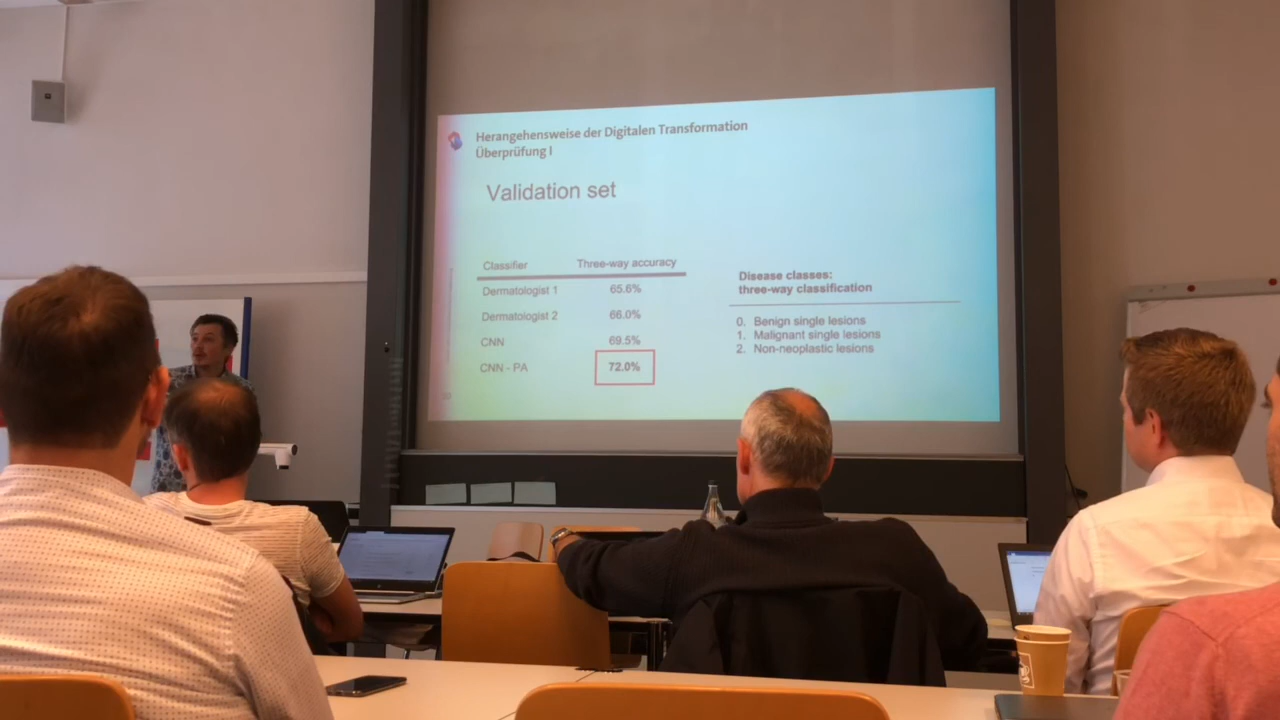 Herangehensweise der Digitalen Transformation
Überprüfung I
Validation set
Classifier Three-way accuracy
Dermatologist 1 65.6%
Dermatologist 2 66.0%
CNN 69.5%
CNN - PA 72.0%
Disease classes:
three-way classification
0. Benign single lesions
1. Malignant single lesions
2. Non-neoplastic lesions